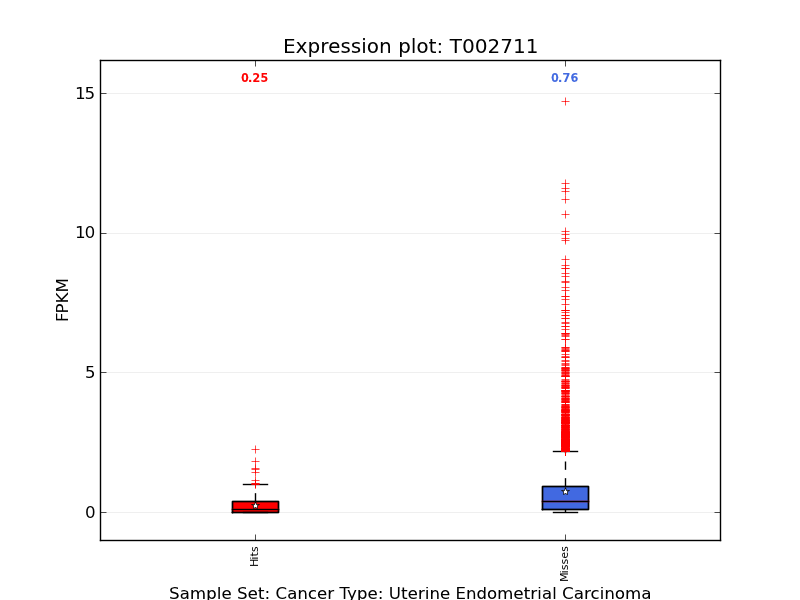 Expression plot: T002711
0.25
0.76
15
10
5
0
FPKM
Hits
Misses
Sample Set: Cancer Type: Uterine Endometrial Carcinoma